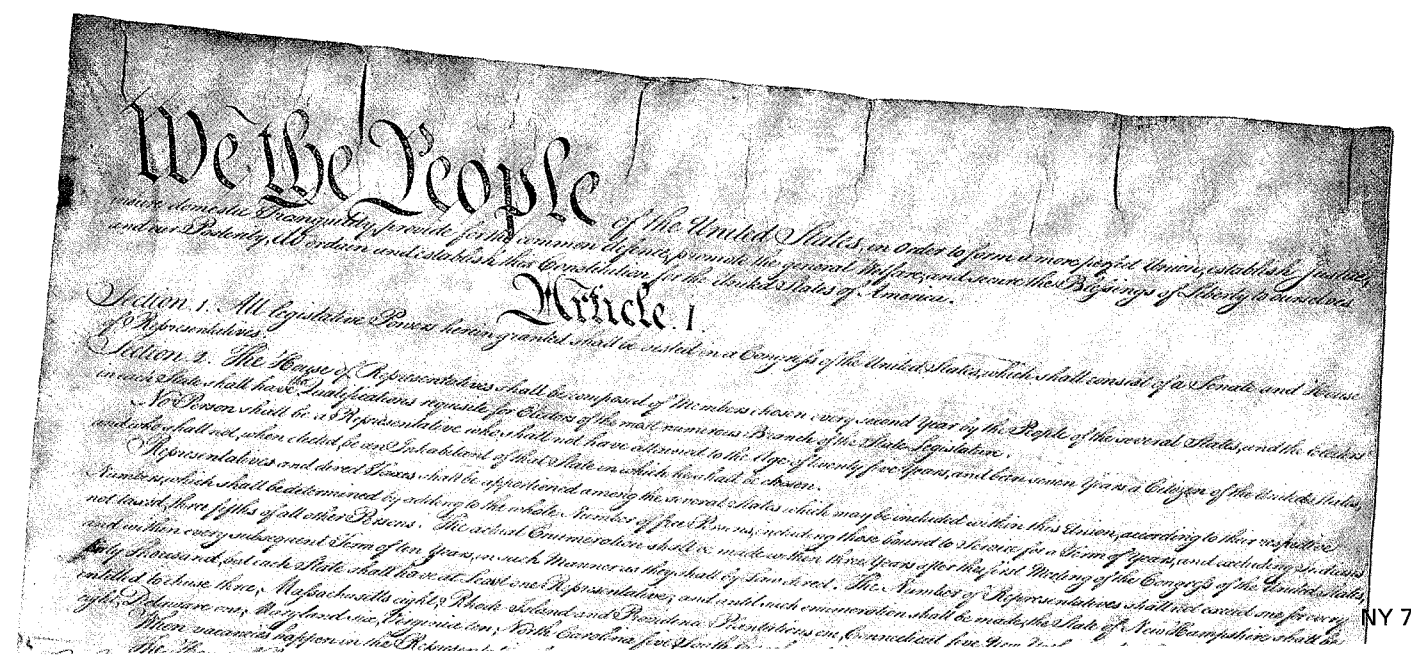 We the People of the United States, in Order to form a more perfect Union, establish Justice,
insure domestic Tranquility, provide for the common defence, promote the general Welfare, and secure the Blessings of Liberty to ourselves
and our Posterity, do ordain and establish this Constitution for the United States of America.
Article. I.
Section. 1. All legislative Powers herein granted shall be vested in a Congress of the United States, which shall consist of a Senate and House
of Representatives.
Section. 2. The House of Representatives shall be composed of Members chosen every second Year by the People of the several States, and the Electors
in each State shall have the Qualifications requisite for Electors of the most numerous Branch of the State Legislature.
No Person shall be a Representative who shall not have attained to the Age of twenty five Years, and been seven Years a Citizen of the United States,
and who shall not, when elected, be an Inhabitant of that State in which he shall be chosen.
Representatives and direct Taxes shall be apportioned among the several States which may be included within this Union, according to their respective
Numbers, which shall be determined by adding to the whole Number of free Persons, including those bound to Service for a Term of Years, and excluding Indians
not taxed, three fifths of all other Persons. The actual Enumeration shall be made within three Years after the first Meeting of the Congress of the United States,
and within every subsequent Term of ten Years, in such Manner as they shall by Law direct. The Number of Representatives shall not exceed one for every
thirty Thousand, but each State shall have at Least one Representative; and until such enumeration shall be made, the State of New Hampshire shall be
entitled to chuse three, Massachusetts eight, Rhode Island and Providence Plantations one, Connecticut five, New
eight, Delaware one, Maryland six, Virginia ten, North Carolina five, South
When vacancies happen in the Representation
The
NY 7